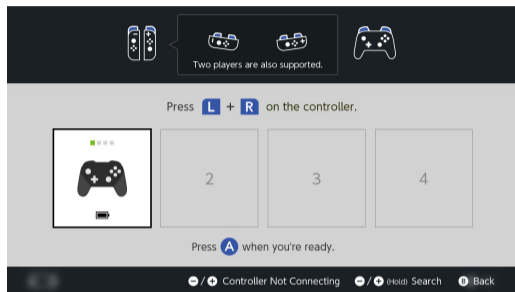 Two players are also supported.
Press L + R on the controller.
2 3 4
Press A when you're ready.
−/+ Controller Not Connecting −/+ (Hold) Search B Back